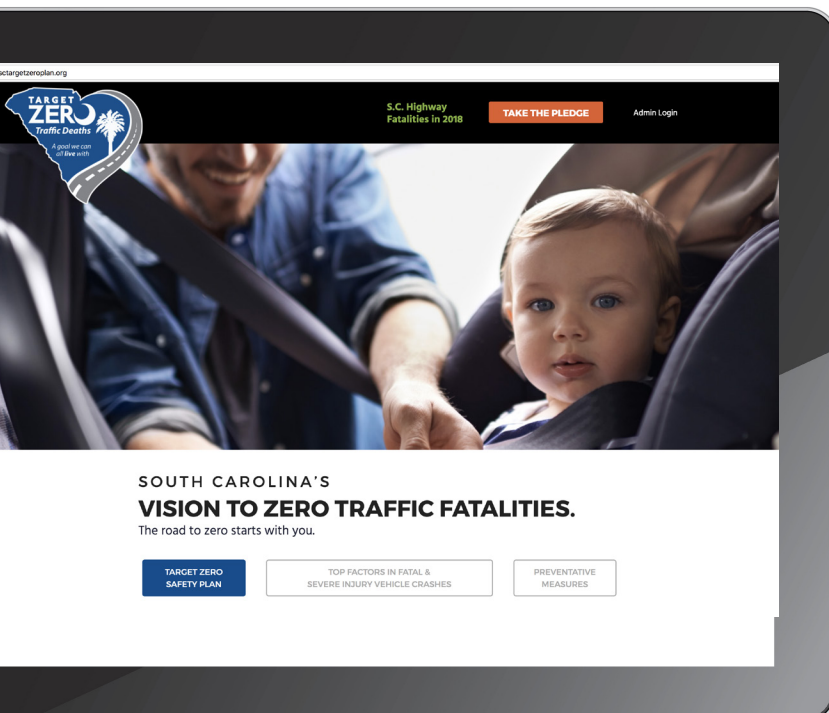 sctargetzeroplan.org
TARGET
ZERO
Traffic Deaths
A goal we can
all live with
S.C. Highway
Fatalities in 2018
TAKE THE PLEDGE
Admin Login
SOUTH CAROLINA'S
VISION TO ZERO TRAFFIC FATALITIES.
The road to zero starts with you.
TARGET ZERO
SAFETY PLAN
TOP FACTORS IN FATAL &
SEVERE INJURY VEHICLE CRASHES
PREVENTATIVE
MEASURES